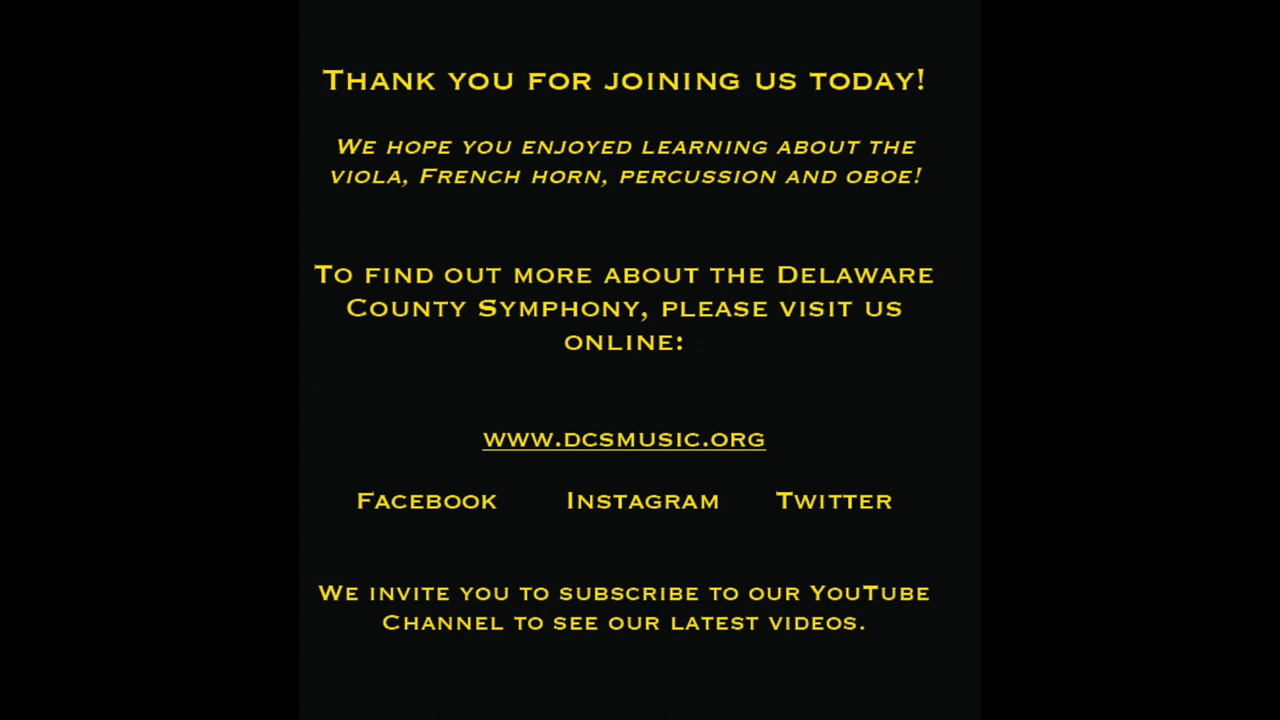 Thank you for joining us today!
We hope you enjoyed learning about the
viola, French horn, percussion and oboe!
To find out more about the Delaware
County Symphony, please visit us
online:
www.dcsmusic.org
Facebook Instagram Twitter
We invite you to subscribe to our YouTube
Channel to see our latest videos.